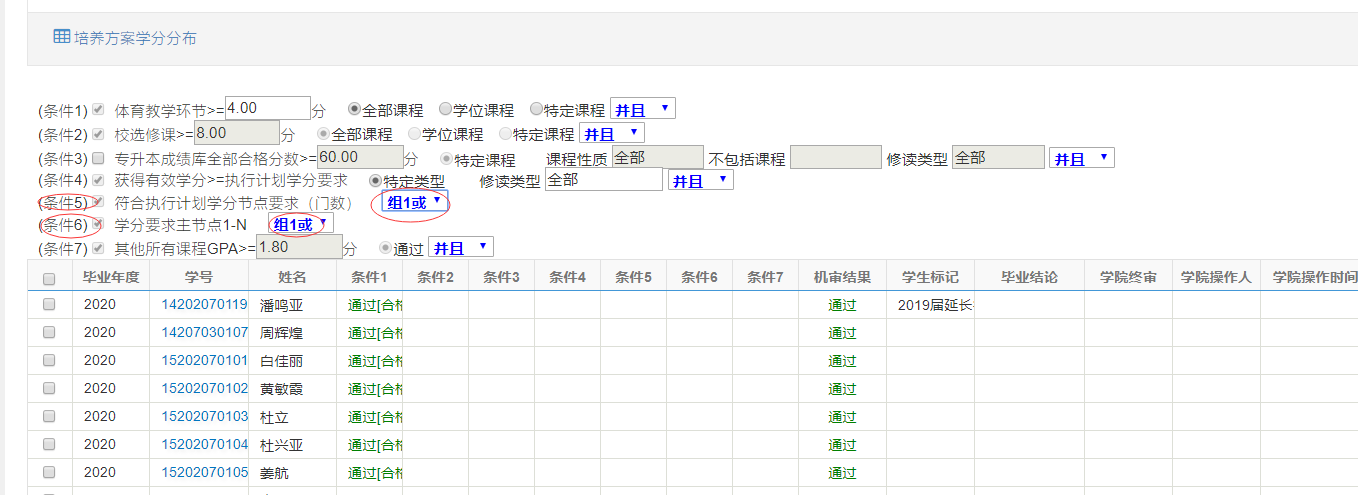 培养方案学分分布
(条件1) 体育教学环节>= 4.00 分 全部课程 学位课程 特定课程 并且
(条件2) 校选修课>= 8.00 分 全部课程 学位课程 特定课程 并且
(条件3) 专升本成绩库全部合格分数>= 60.00 分 特定课程 课程性质 全部 不包括课程 修读类型 全部 并且
(条件4) 获得有效学分>=执行计划学分要求 特定类型 修读类型 全部 并且
(条件5) 符合执行计划学分节点要求（门数） 组1或
(条件6) 学分要求主节点1-N 组1或
(条件7) 其他所有课程GPA>= 1.80 分 通过 并且
毕业年度 学号 姓名 条件1 条件2 条件3 条件4 条件5 条件6 条件7 机审结果 学生标记 毕业结论 学院终审 学院操作人 学院操作时间
2020 14202070119 潘鸣亚 通过[合格 通过 2019届延长
2020 14207030107 周辉煌 通过[合格 通过
2020 15202070101 白佳丽 通过[合格 通过
2020 15202070102 黄敏霞 通过[合格 通过
2020 15202070103 杜立 通过[合格 通过
2020 15202070104 杜兴亚 通过[合格 通过
2020 15202070105 姜航 通过[合格 通过